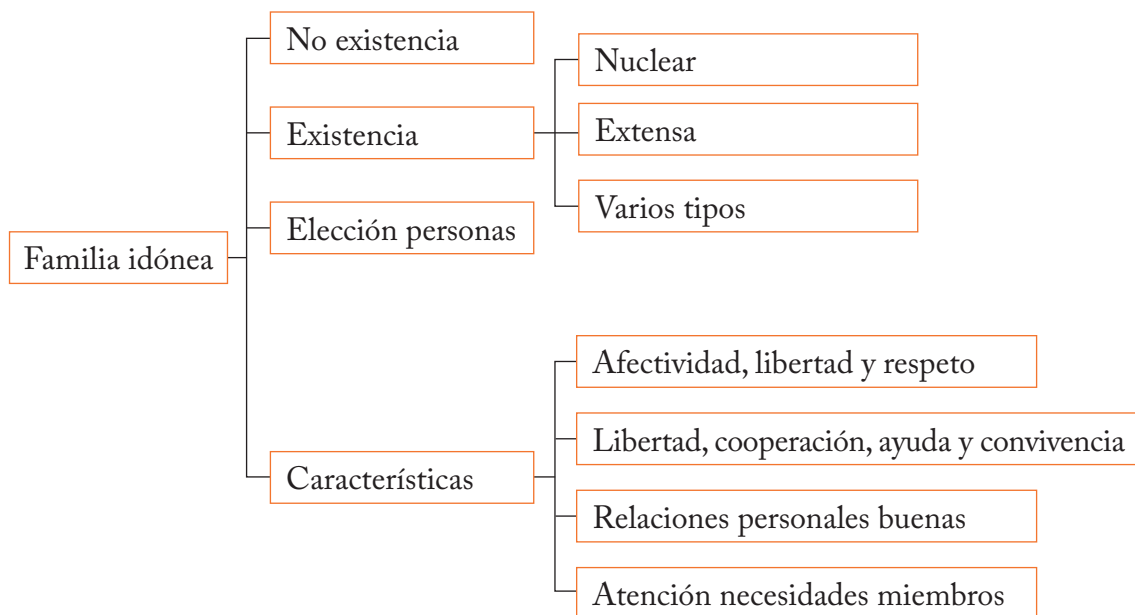 Familia idónea
No existencia
Existencia
Nuclear
Extensa
Varios tipos
Elección personas
Características
Afectividad, libertad y respeto
Libertad, cooperación, ayuda y convivencia
Relaciones personales buenas
Atención necesidades miembros